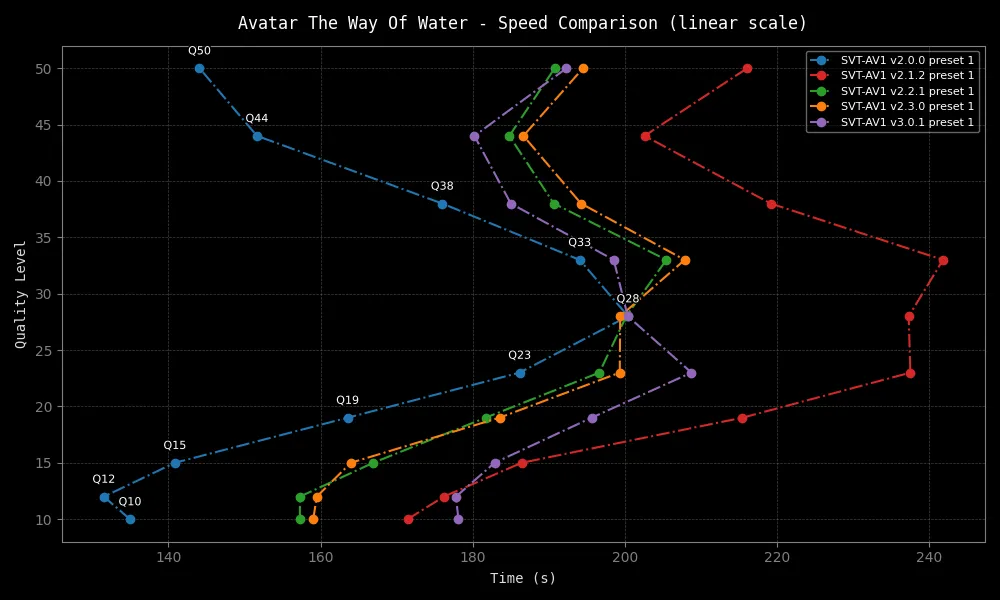 Avatar The Way Of Water - Speed Comparison (linear scale)
SVT-AV1 v2.0.0 preset 1
SVT-AV1 v2.1.2 preset 1
SVT-AV1 v2.2.1 preset 1
SVT-AV1 v2.3.0 preset 1
SVT-AV1 v3.0.1 preset 1
Q50
Q44
Q38
Q33
Q28
Q23
Q19
Q15
Q12
Q10
Quality Level
50
45
40
35
30
25
20
15
10
140 160 180 200 220 240
Time (s)